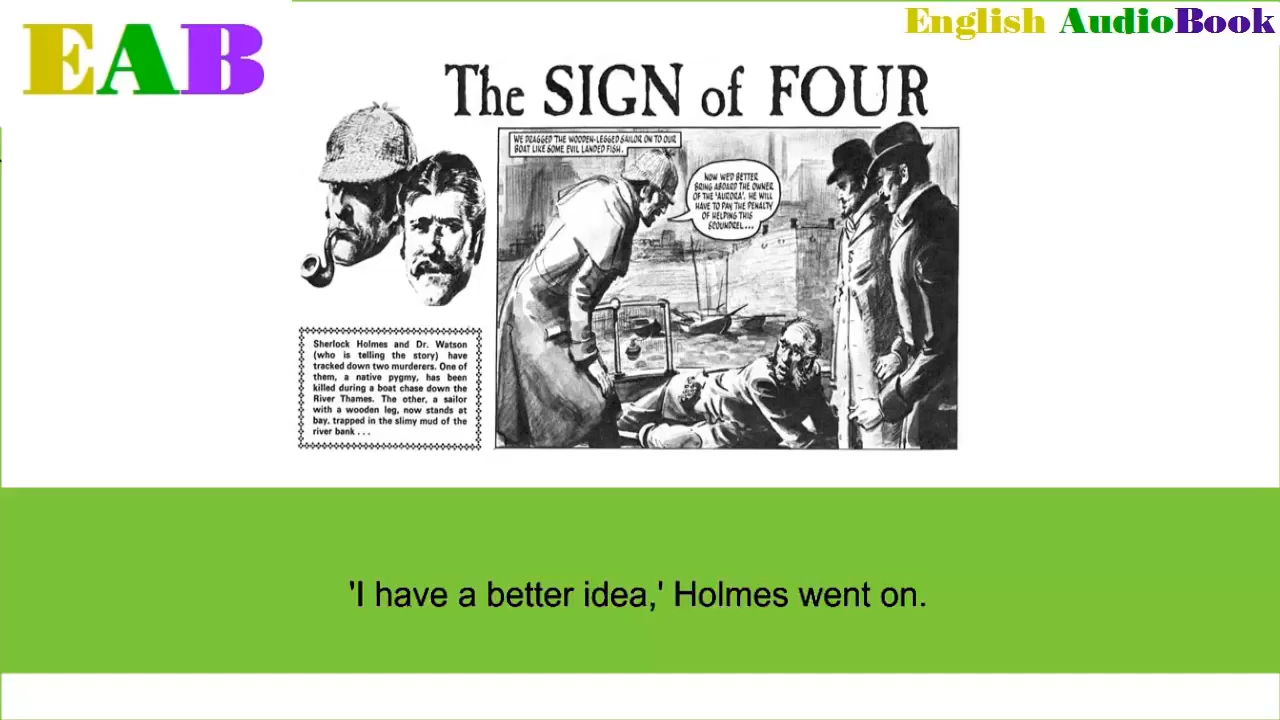 EAB
English AudioBook
The SIGN of FOUR
WE DRAGGED THE WOODEN-LEGGED SAILOR ON TO OUR
BOAT LIKE SOME EVIL LANDED FISH.
NOW WE'D BETTER
BRING ABOARD THE OWNER
OF THE 'AURORA'. HE WILL
HAVE TO PAY THE PENALTY
OF HELPING THIS
SCOUNDREL...
Sherlock Holmes and Dr. Watson
(who is telling the story) have
tracked down two murderers. One of
them, a native pygmy, has been
killed during a boat chase down the
River Thames. The other, a sailor
with a wooden leg, now stands at
bay, trapped in the slimy mud of the
river bank . . .
'I have a better idea,' Holmes went on.